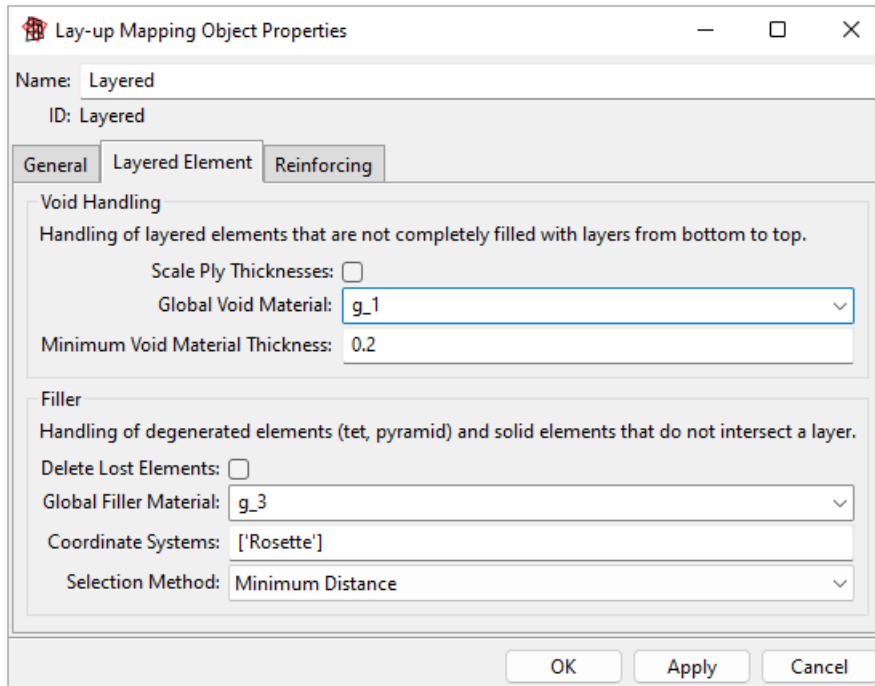 Lay-up Mapping Object Properties
Name: Layered
ID: Layered
General Layered Element Reinforcing
Void Handling
Handling of layered elements that are not completely filled with layers from bottom to top.
Scale Ply Thicknesses:
Global Void Material: g_1
Minimum Void Material Thickness: 0.2
Filler
Handling of degenerated elements (tet, pyramid) and solid elements that do not intersect a layer.
Delete Lost Elements:
Global Filler Material: g_3
Coordinate Systems: ['Rosette']
Selection Method: Minimum Distance
OK Apply Cancel